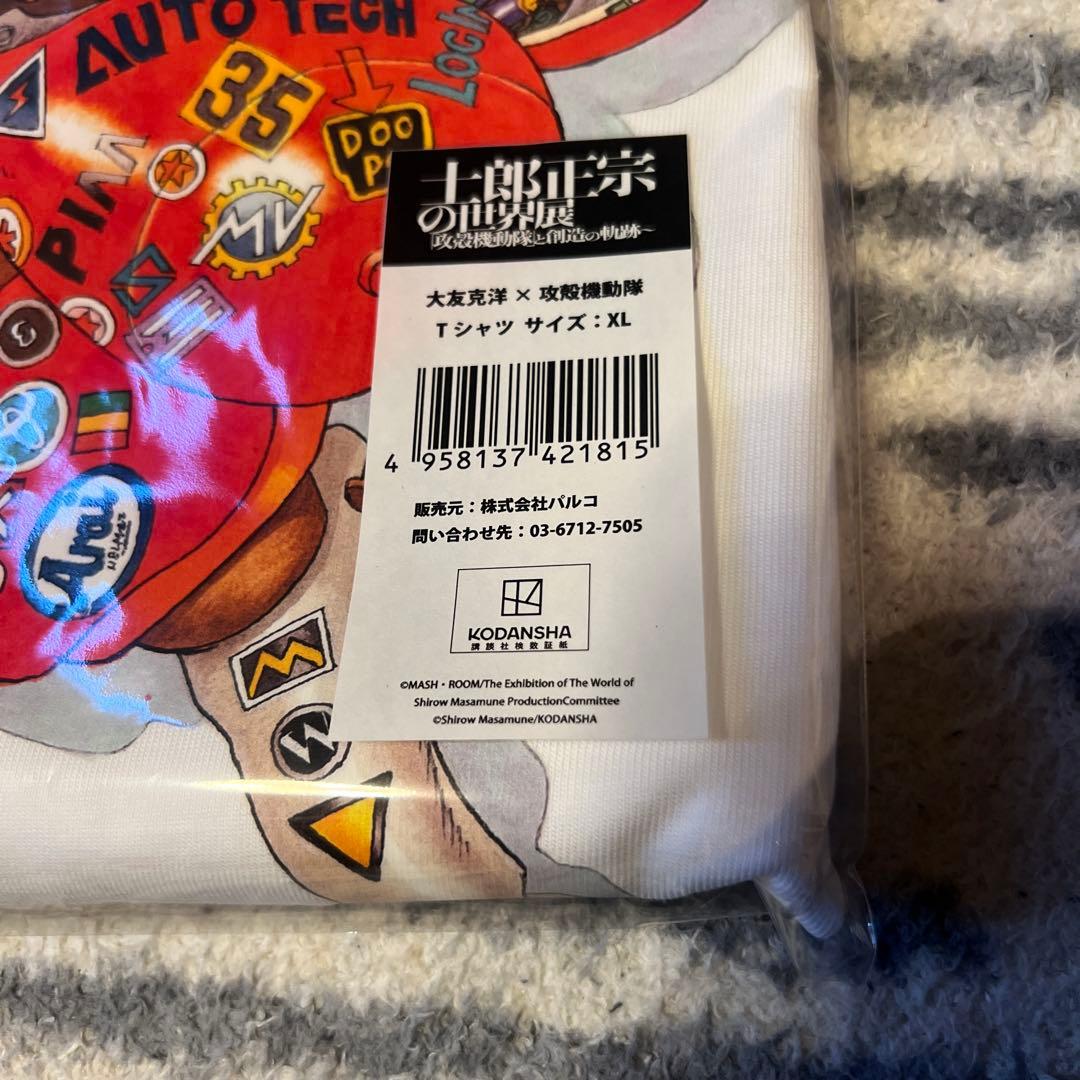 AUTO TECH
35
DOO
PIM
MV
Arai
HELMET
M
W
士郎正宗
の世界展
「攻殻機動隊」と創造の軌跡~
大友克洋 × 攻殻機動隊
Tシャツ サイズ：XL
4 958137 421815
販売元：株式会社パルコ
問い合わせ先：03-6712-7505
KODANSHA
講談社検数証紙
©MASH・ROOM/The Exhibition of The World of
Shirow Masamune ProductionCommittee
©Shirow Masamune/KODANSHA